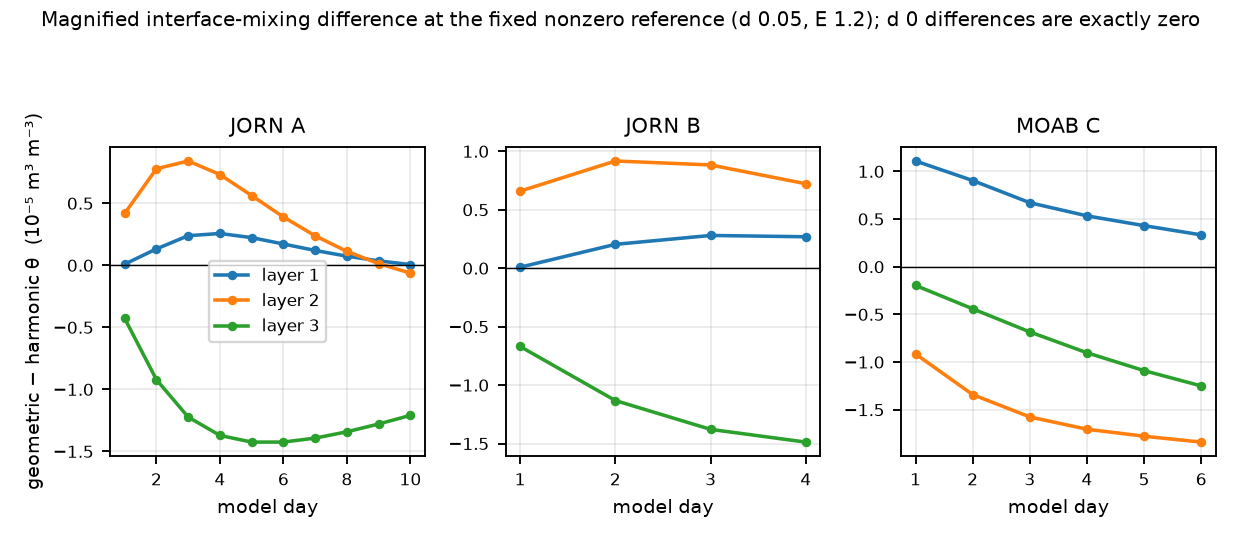 Magnified interface-mixing difference at the fixed nonzero reference (d 0.05, E 1.2); d 0 differences are exactly zero
geometric − harmonic θ (10⁻⁵ m³ m⁻³)
JORN A
0.5
0.0
−0.5
−1.0
−1.5
layer 1
layer 2
layer 3
2 4 6 8 10
model day
JORN B
1.0
0.5
0.0
−0.5
−1.0
−1.5
1 2 3 4
model day
MOAB C
1.0
0.5
0.0
−0.5
−1.0
−1.5
1 2 3 4 5 6
model day